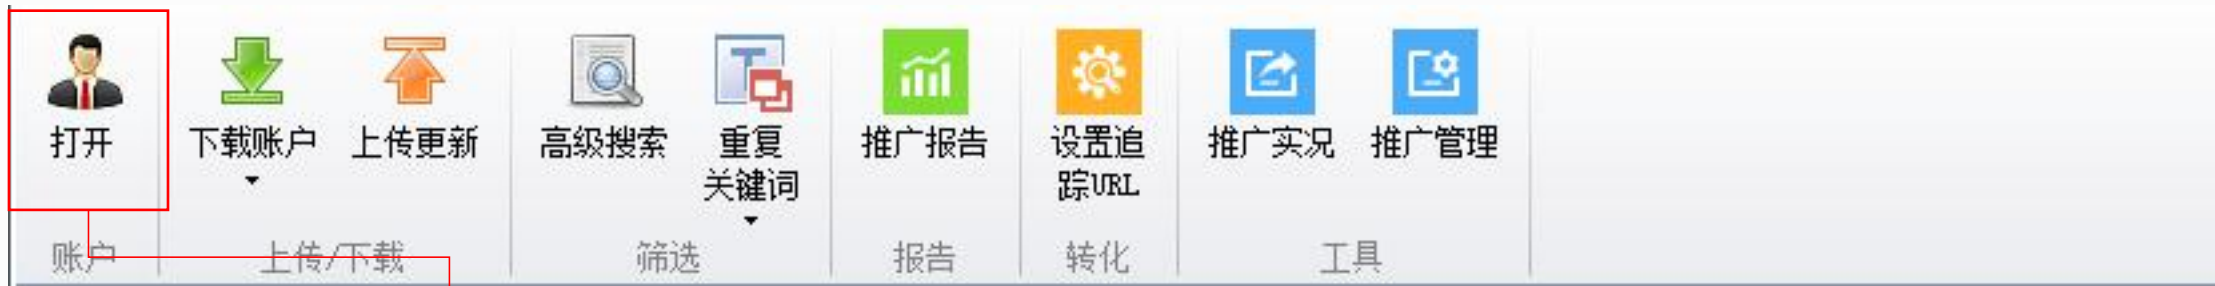 打开
下载账户
上传更新
高级搜索
重复
关键词
推广报告
设置追
踪URL
推广实况
推广管理
账户
上传/下载
筛选
报告
转化
工具